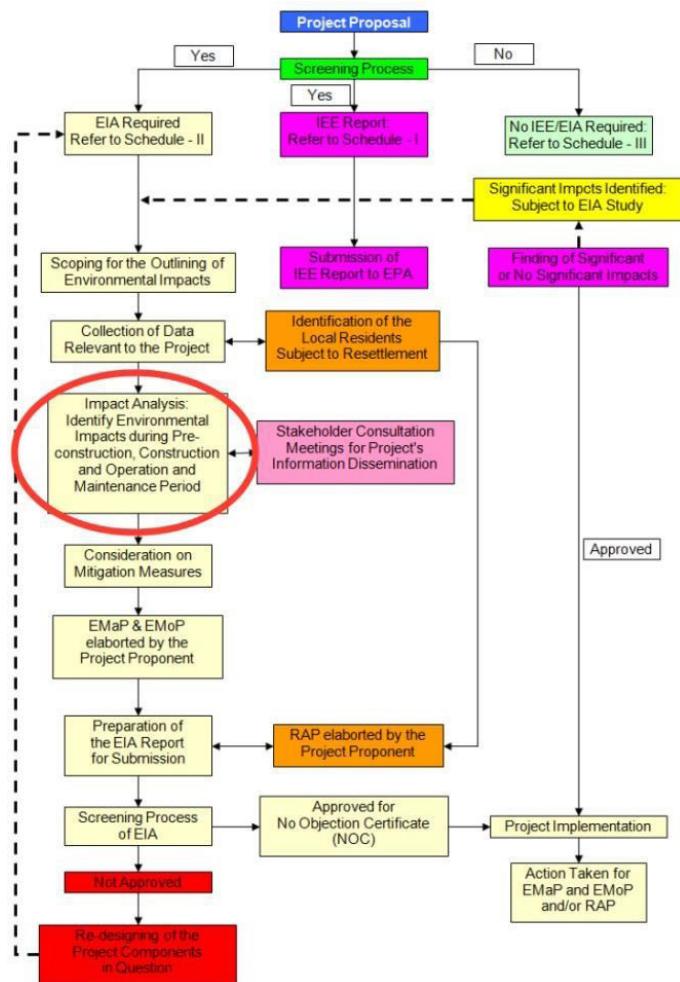 Project Proposal
Yes
Screening Process
No
Yes
EIA Required
Refer to Schedule - II
IEE Report:
Refer to Schedule - I
No IEE/EIA Required:
Refer to Schedule - III
Significant Impcts Identified:
Subject to EIA Study
Scoping for the Outlining of
Environmental Impacts
Submission of
IEE Report to EPA
Finding of Significant
or No Significant Impacts
Collection of Data
Relevant to the Project
Identification of the
Local Residents
Subject to Resettlement
Impact Analysis:
Identify Environmental
Impacts during Pre-
construction, Construction
and Operation and
Maintenance Period
Stakeholder Consultation
Meetings for Project's
Information Dissemination
Approved
Consideration on
Mitigation Measures
EMaP & EMoP
elaborted by the
Project Proponent
Preparation of
the EIA Report
for Submission
RAP elaborted by the
Project Proponent
Screening Process
of EIA
Approved for
No Objection Certificate
(NOC)
Project Implementation
Not Approved
Action Taken for
EMaP and EMoP
and/or RAP
Re-designing of the
Project Components
in Question